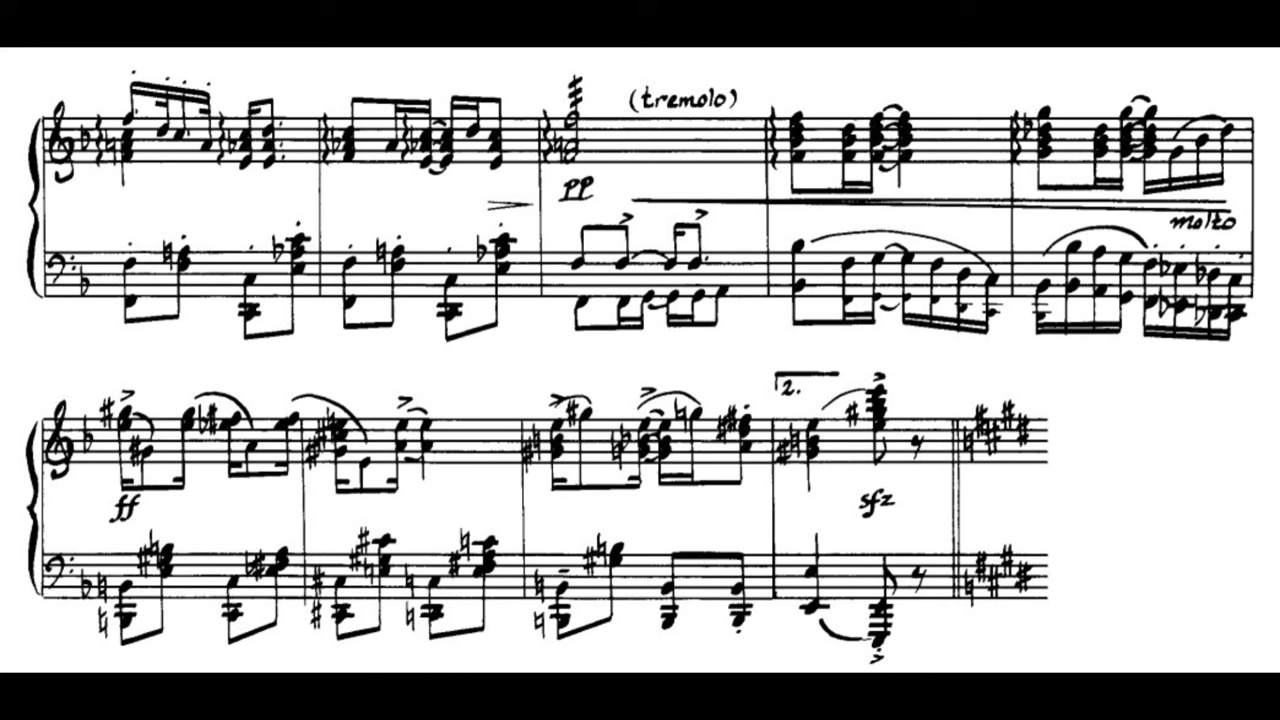 (tremolo)
pp
molto
2.
ff
sfz